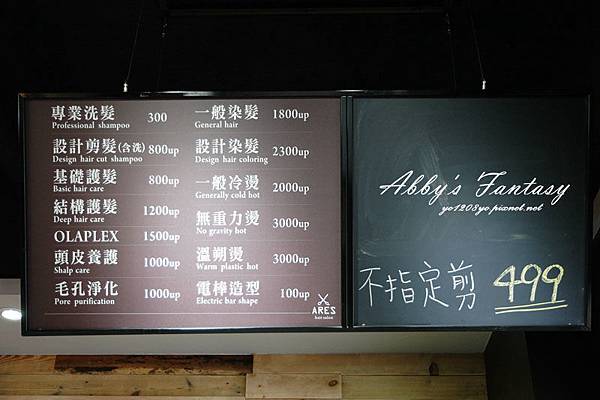 專業洗髮 300
Professional shampoo
設計剪髮(含洗) 800up
Design hair cut shampoo
基礎護髮 800up
Basic hair care
結構護髮 1200up
Deep hair care
OLAPLEX 1500up
頭皮養護 1000up
Shalp care
毛孔淨化 1000up
Pore purification
一般染髮 1800up
General hair
設計染髮 2300up
Design hair coloring
一般冷燙 2000up
Generally cold hot
無重力燙 3000up
No gravity hot
溫朔燙 3000up
Warm plastic hot
電棒造型 100up
Electric bar shape
ARES
hair salon
Abby's Fantasy
yo1208yo.pixnet.net
不指定剪 499